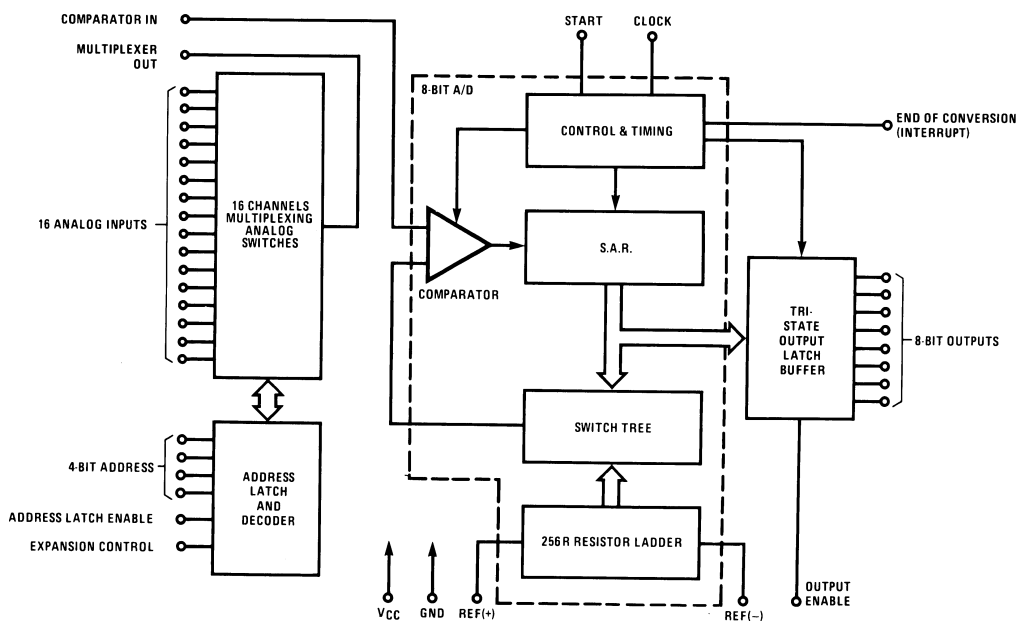 COMPARATOR IN
MULTIPLEXER
OUT
START
CLOCK
8-BIT A/D
CONTROL & TIMING
END OF CONVERSION
(INTERRUPT)
16 ANALOG INPUTS
16 CHANNELS
MULTIPLEXING
ANALOG
SWITCHES
S.A.R.
COMPARATOR
TRI-
STATE
OUTPUT
LATCH
BUFFER
8-BIT OUTPUTS
SWITCH TREE
4-BIT ADDRESS
ADDRESS
LATCH
AND
DECODER
ADDRESS LATCH ENABLE
EXPANSION CONTROL
256R RESISTOR LADDER
VCC
GND
REF(+)
REF(−)
OUTPUT
ENABLE